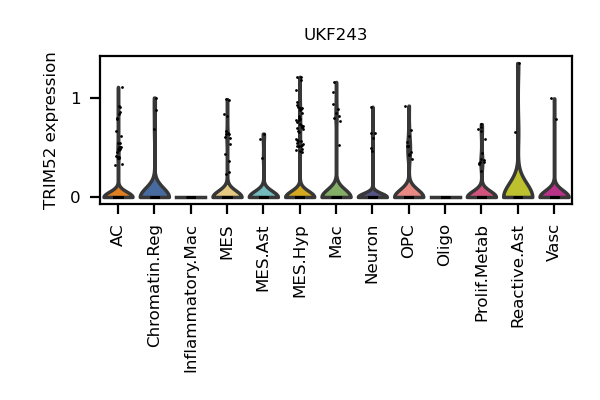 UKF243
TRIM52 expression
1
0
AC
Chromatin.Reg
Inflammatory.Mac
MES
MES.Ast
MES.Hyp
Mac
Neuron
OPC
Oligo
Prolif.Metab
Reactive.Ast
Vasc